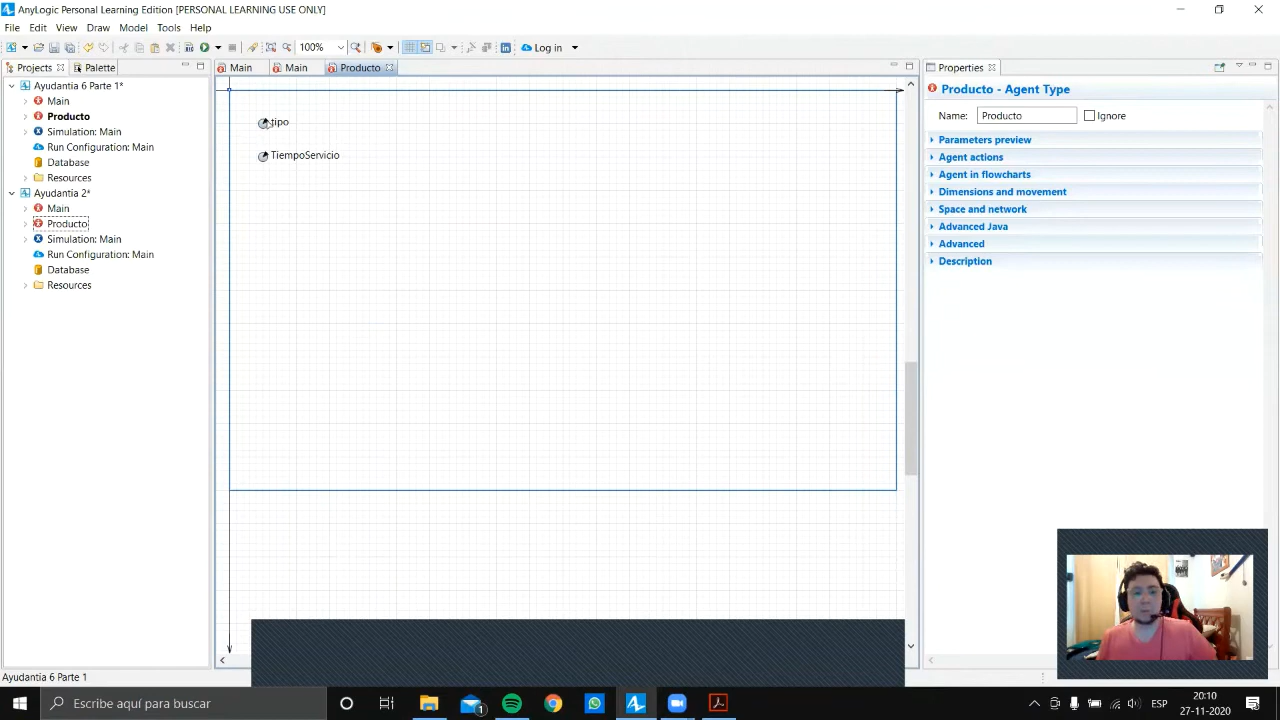 AnyLogic Personal Learning Edition [PERSONAL LEARNING USE ONLY]
File Edit View Draw Model Tools Help
100% Log in
Projects Palette Main Main Producto Properties
Ayudantia 6 Parte 1*
Main
Producto
Simulation: Main
Run Configuration: Main
Database
Resources
Ayudantia 2*
Main
Producto
Simulation: Main
Run Configuration: Main
Database
Resources
tipo
TiempoServicio
Producto - Agent Type
Name: Producto Ignore
Parameters preview
Agent actions
Agent in flowcharts
Dimensions and movement
Space and network
Advanced Java
Advanced
Description
Ayudantia 6 Parte 1
Escribe aquí para buscar
1
ESP
20:10
27-11-2020